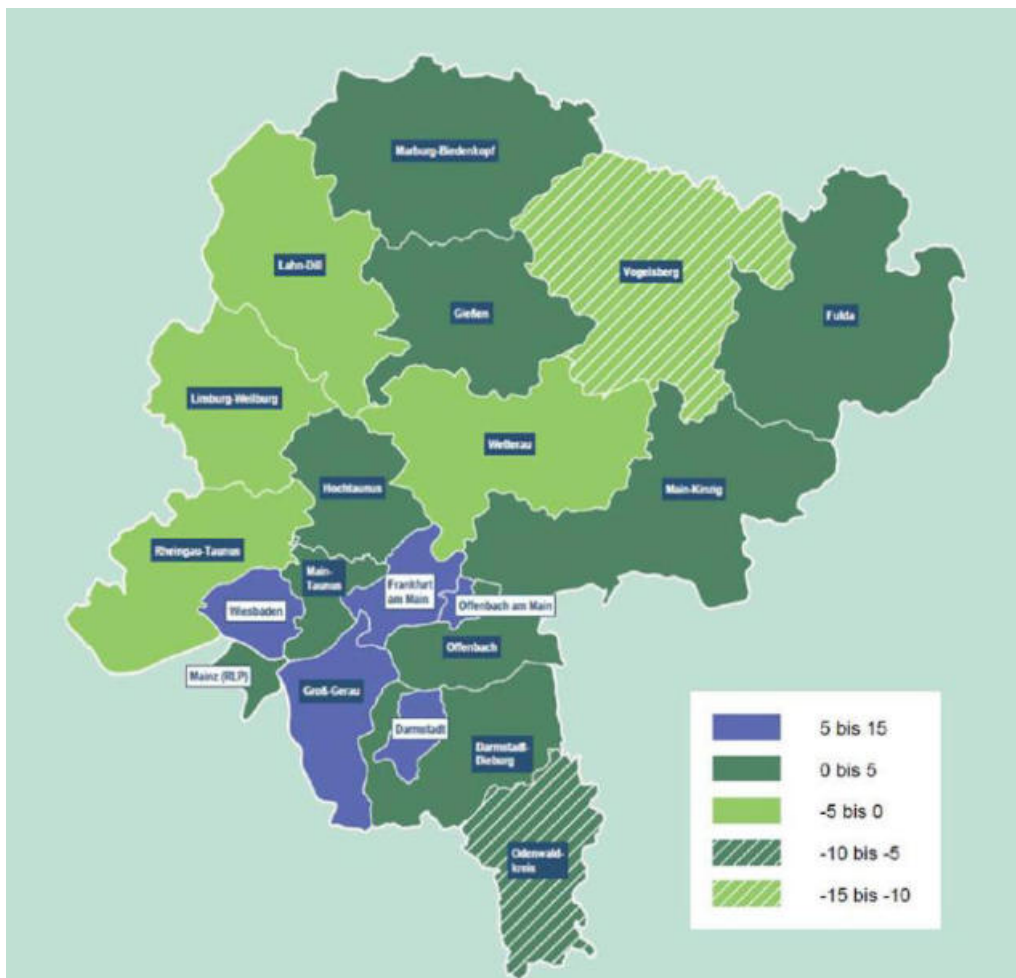 Marburg-Biedenkopf
Lahn-Dill
Vogelsberg
Gießen
Fulda
Limburg-Weilburg
Wetterau
Hochtaunus
Main-Kinzig
Rheingau-Taunus
Main-
Taunus
Frankfurt
am Main
Wiesbaden
Offenbach am Main
Offenbach
Mainz (RLP)
Groß-Gerau
Darmstadt
Darmstadt-
Dieburg
Odenwald-
kreis
5 bis 15
0 bis 5
-5 bis 0
-10 bis -5
-15 bis -10